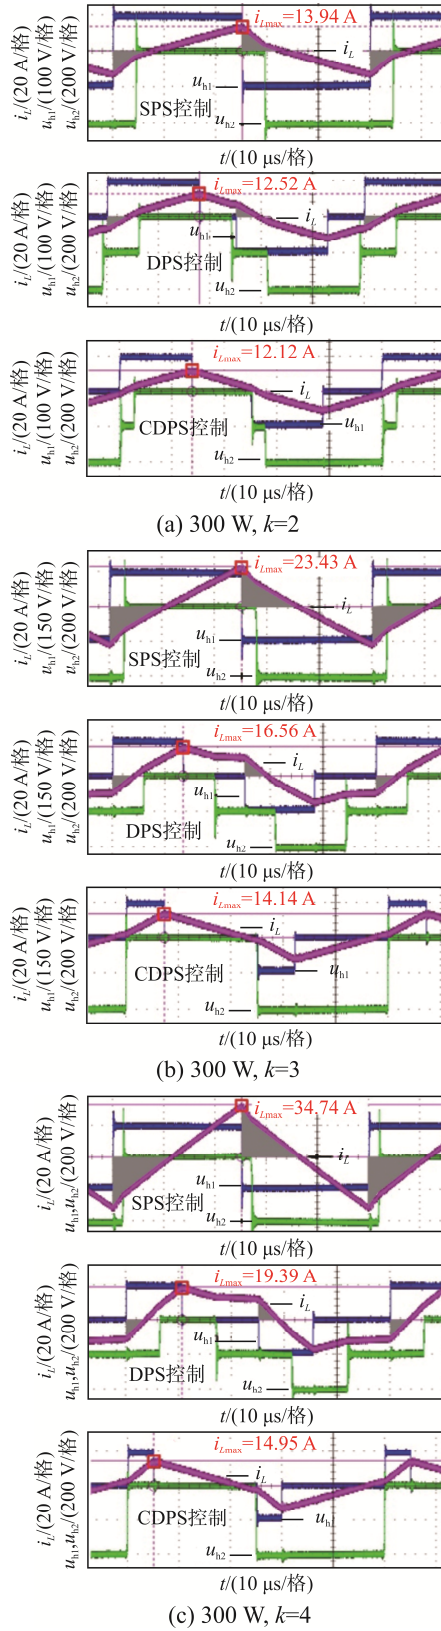 i_L/(20 A/格)
u_h1/(100 V/格)
u_h2/(200 V/格)
i_Lmax=13.94 A
i_L
u_h1
u_h2
SPS控制
t/(10 μs/格)
i_L/(20 A/格)
u_h1/(100 V/格)
u_h2/(200 V/格)
i_Lmax=12.52 A
i_L
u_h1
DPS控制
u_h2
t/(10 μs/格)
i_L/(20 A/格)
u_h1/(100 V/格)
u_h2/(200 V/格)
i_Lmax=12.12 A
i_L
CDPS控制
u_h1
u_h2
t/(10 μs/格)
(a) 300 W, k=2
i_L/(20 A/格)
u_h1/(150 V/格)
u_h2/(200 V/格)
i_Lmax=23.43 A
i_L
u_h1
SPS控制
u_h2
t/(10 μs/格)
i_L/(20 A/格)
u_h1/(150 V/格)
u_h2/(200 V/格)
i_Lmax=16.56 A
i_L
u_h1
DPS控制
u_h2
t/(10 μs/格)
i_L/(20 A/格)
u_h1/(150 V/格)
u_h2/(200 V/格)
i_Lmax=14.14 A
i_L
CDPS控制
u_h1
u_h2
t/(10 μs/格)
(b) 300 W, k=3
i_L/(20 A/格)
u_h1,u_h2/(200 V/格)
i_Lmax=34.74 A
i_L
u_h1
SPS控制
u_h2
t/(10 μs/格)
i_L/(20 A/格)
u_h1,u_h2/(200 V/格)
i_Lmax=19.39 A
i_L
u_h1
DPS控制
u_h2
t/(10 μs/格)
i_L/(20 A/格)
u_h1,u_h2/(200 V/格)
i_Lmax=14.95 A
i_L
CDPS控制
u_h
u_h2
t/(10 μs/格)
(c) 300 W, k=4